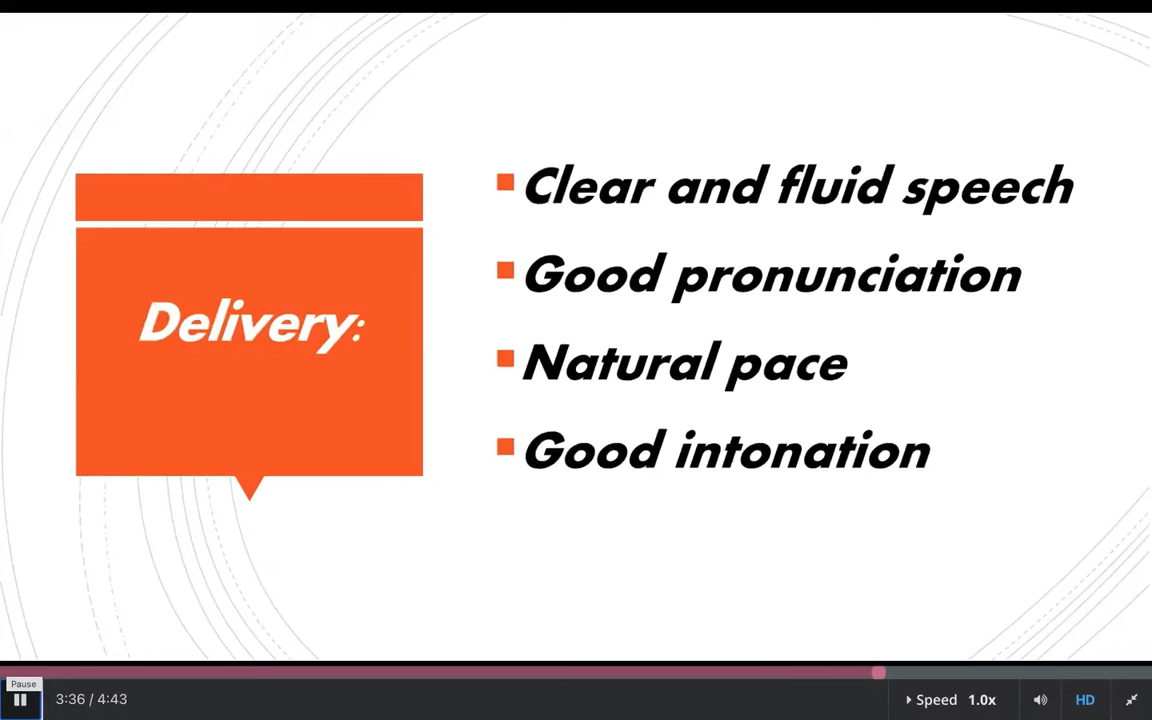 Clear and fluid speech
Good pronunciation
Delivery:
Natural pace
Good intonation
Pause
3:36 / 4:43
Speed 1.0x
HD